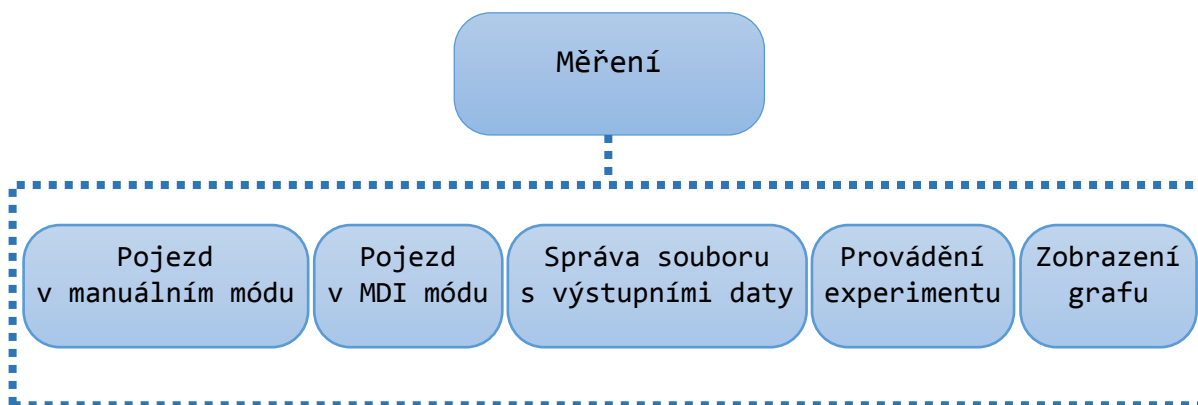 Měření
Pojezd
v manuálním módu
Pojezd
v MDI módu
Správa souboru
s výstupními daty
Provádění
experimentu
Zobrazení
grafu